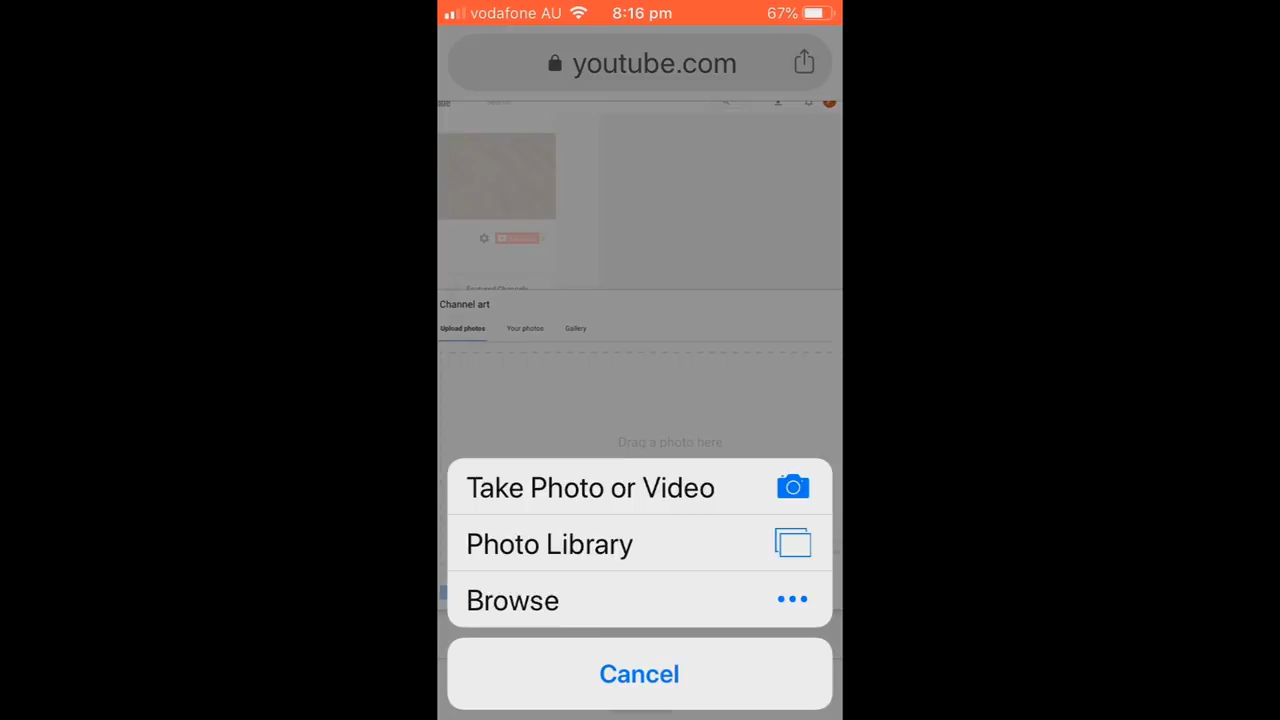 vodafone AU 8:16 pm 67%
youtube.com
Channel art
Upload photos Your photos Gallery
Drag a photo here
Take Photo or Video
Photo Library
Browse
Cancel